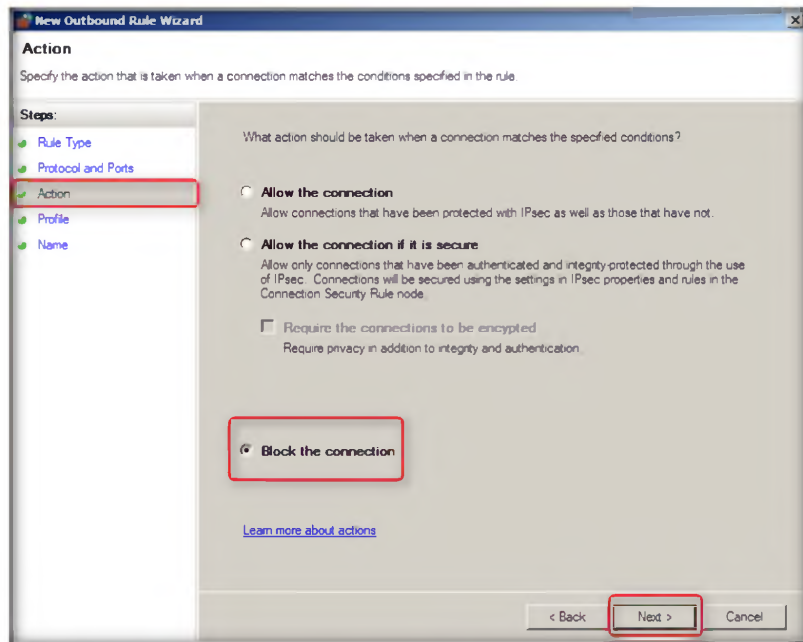 New Outbound Rule Wizard
Action
Specify the action that is taken when a connection matches the conditions specified in the rule.
Steps:
Rule Type
Protocol and Ports
Action
Profile
Name
What action should be taken when a connection matches the specified conditions?
Allow the connection
Allow connections that have been protected with IPsec as well as those that have not.
Allow the connection if it is secure
Allow only connections that have been authenticated and integrity-protected through the use
of IPsec. Connections will be secured using the settings in IPsec properties and rules in the
Connection Security Rule node.
Require the connections to be encrypted
Require privacy in addition to integrity and authentication.
Block the connection
Learn more about actions
< Back Next > Cancel